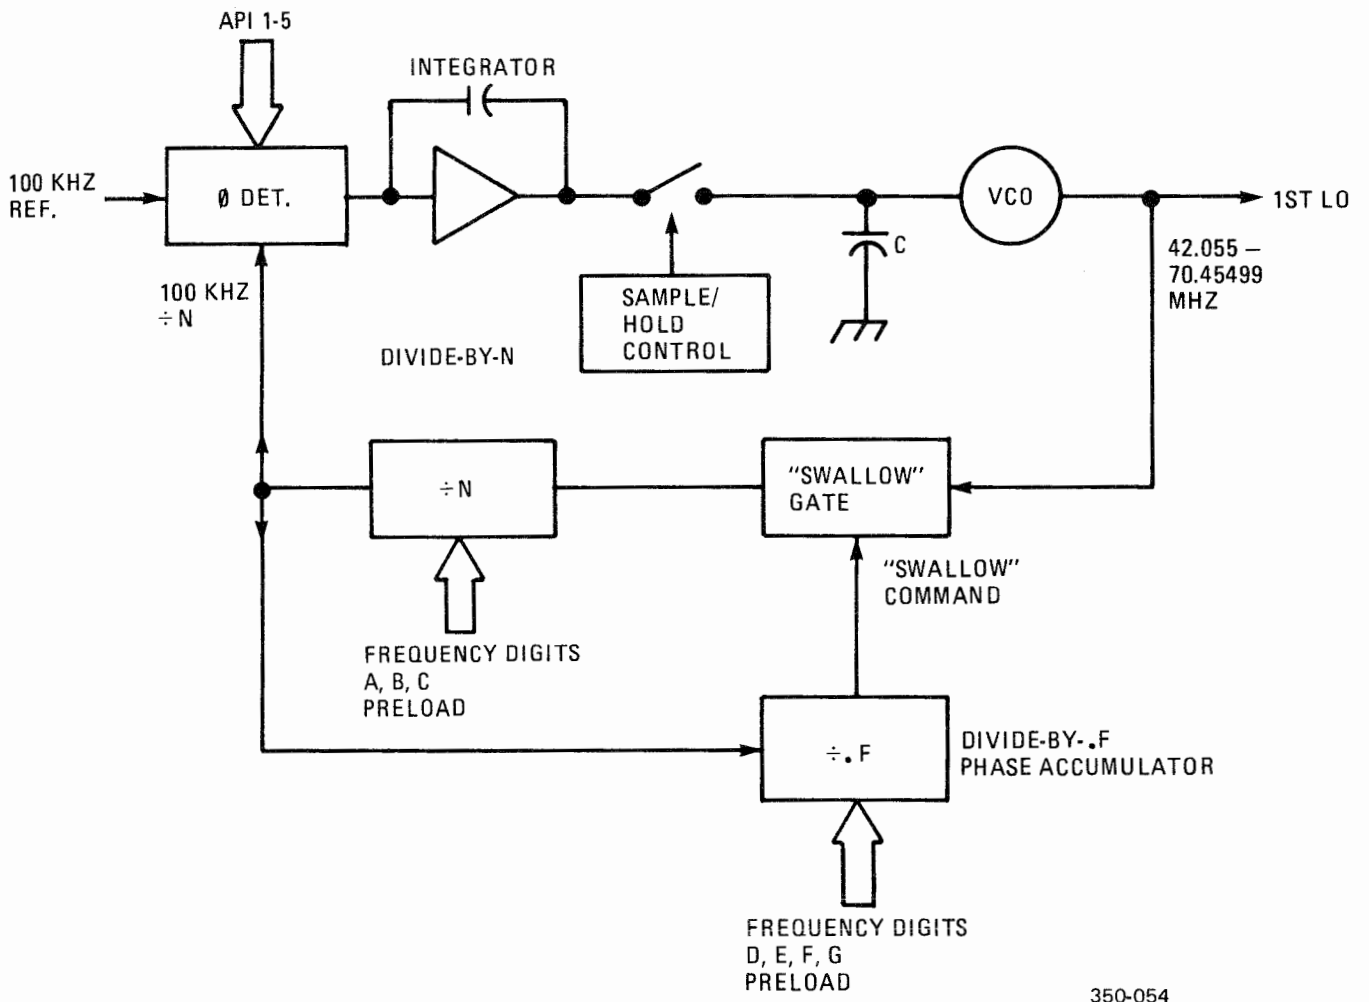 API 1-5
INTEGRATOR
100 KHZ
REF.
Ø DET.
VCO
1ST LO
42.055 –
70.45499
MHZ
C
100 KHZ
÷N
SAMPLE/
HOLD
CONTROL
DIVIDE-BY-N
÷N
"SWALLOW"
GATE
"SWALLOW"
COMMAND
FREQUENCY DIGITS
A, B, C
PRELOAD
÷.F
DIVIDE-BY-.F
PHASE ACCUMULATOR
FREQUENCY DIGITS
D, E, F, G
PRELOAD
350-054